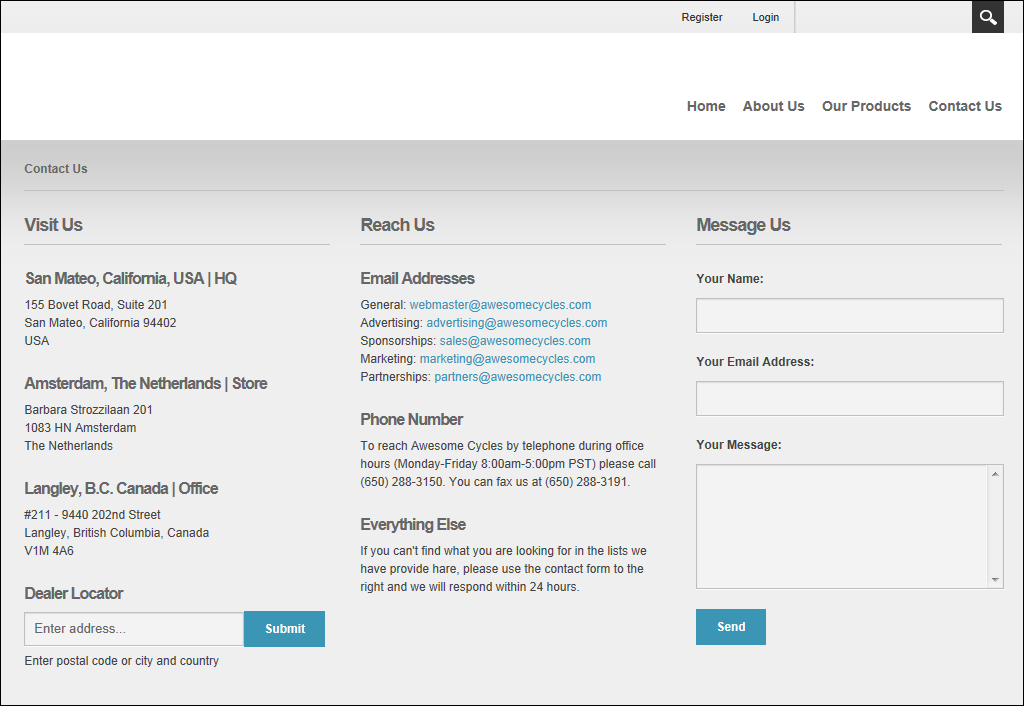 Register Login
Home About Us Our Products Contact Us
Contact Us
Visit Us
San Mateo, California, USA | HQ
155 Bovet Road, Suite 201
San Mateo, California 94402
USA
Amsterdam, The Netherlands | Store
Barbara Strozzilaan 201
1083 HN Amsterdam
The Netherlands
Langley, B.C. Canada | Office
#211 - 9440 202nd Street
Langley, British Columbia, Canada
V1M 4A6
Dealer Locator
Enter address... Submit
Enter postal code or city and country
Reach Us
Email Addresses
General: webmaster@awesomecycles.com
Advertising: advertising@awesomecycles.com
Sponsorships: sales@awesomecycles.com
Marketing: marketing@awesomecycles.com
Partnerships: partners@awesomecycles.com
Phone Number
To reach Awesome Cycles by telephone during office
hours (Monday-Friday 8:00am-5:00pm PST) please call
(650) 288-3150. You can fax us at (650) 288-3191.
Everything Else
If you can't find what you are looking for in the lists we
have provide hare, please use the contact form to the
right and we will respond within 24 hours.
Message Us
Your Name:
Your Email Address:
Your Message:
Send